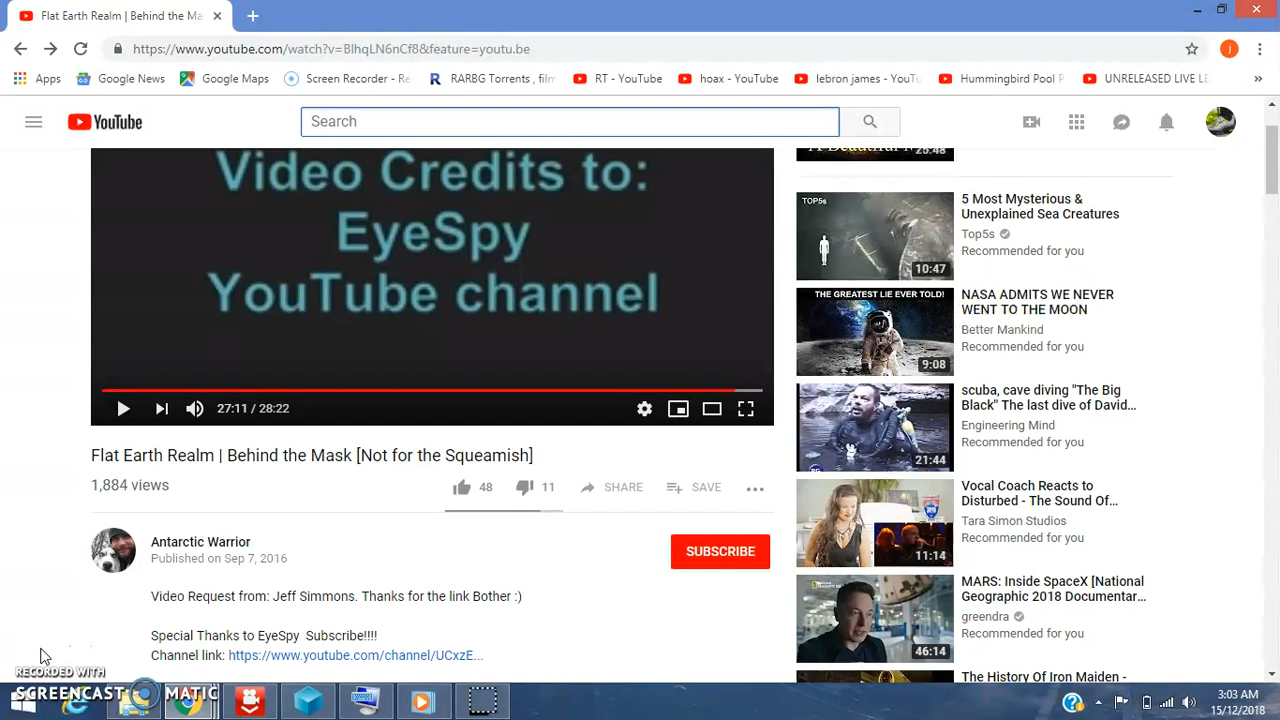 Flat Earth Realm | Behind the Ma
https://www.youtube.com/watch?v=BIhqLN6nCf8&feature=youtu.be
j
Apps Google News Google Maps Screen Recorder - Re RARBG Torrents , film RT - YouTube hoax - YouTube lebron james - YouTu Hummingbird Pool P UNRELEASED LIVE LE »
YouTube
Search
Video Credits to:
EyeSpy
YouTube channel
27:11 / 28:22
Flat Earth Realm | Behind the Mask [Not for the Squeamish]
1,884 views
48 11 SHARE SAVE
Antarctic Warrior
Published on Sep 7, 2016
SUBSCRIBE
Video Request from: Jeff Simmons. Thanks for the link Bother :)
Special Thanks to EyeSpy Subscribe!!!!
Channel link: https://www.youtube.com/channel/UCxzE...
25:48
TOP5s
10:47
5 Most Mysterious &
Unexplained Sea Creatures
Top5s
Recommended for you
THE GREATEST LIE EVER TOLD!
9:08
NASA ADMITS WE NEVER
WENT TO THE MOON
Better Mankind
Recommended for you
21:44
scuba, cave diving "The Big
Black" The last dive of David...
Engineering Mind
Recommended for you
11:14
Vocal Coach Reacts to
Disturbed - The Sound Of...
Tara Simon Studios
Recommended for you
46:14
MARS: Inside SpaceX [National
Geographic 2018 Documentar...
greendra
Recommended for you
The History Of Iron Maiden -
RECORDED WITH
SCREENCAST MATIC
3:03 AM
15/12/2018